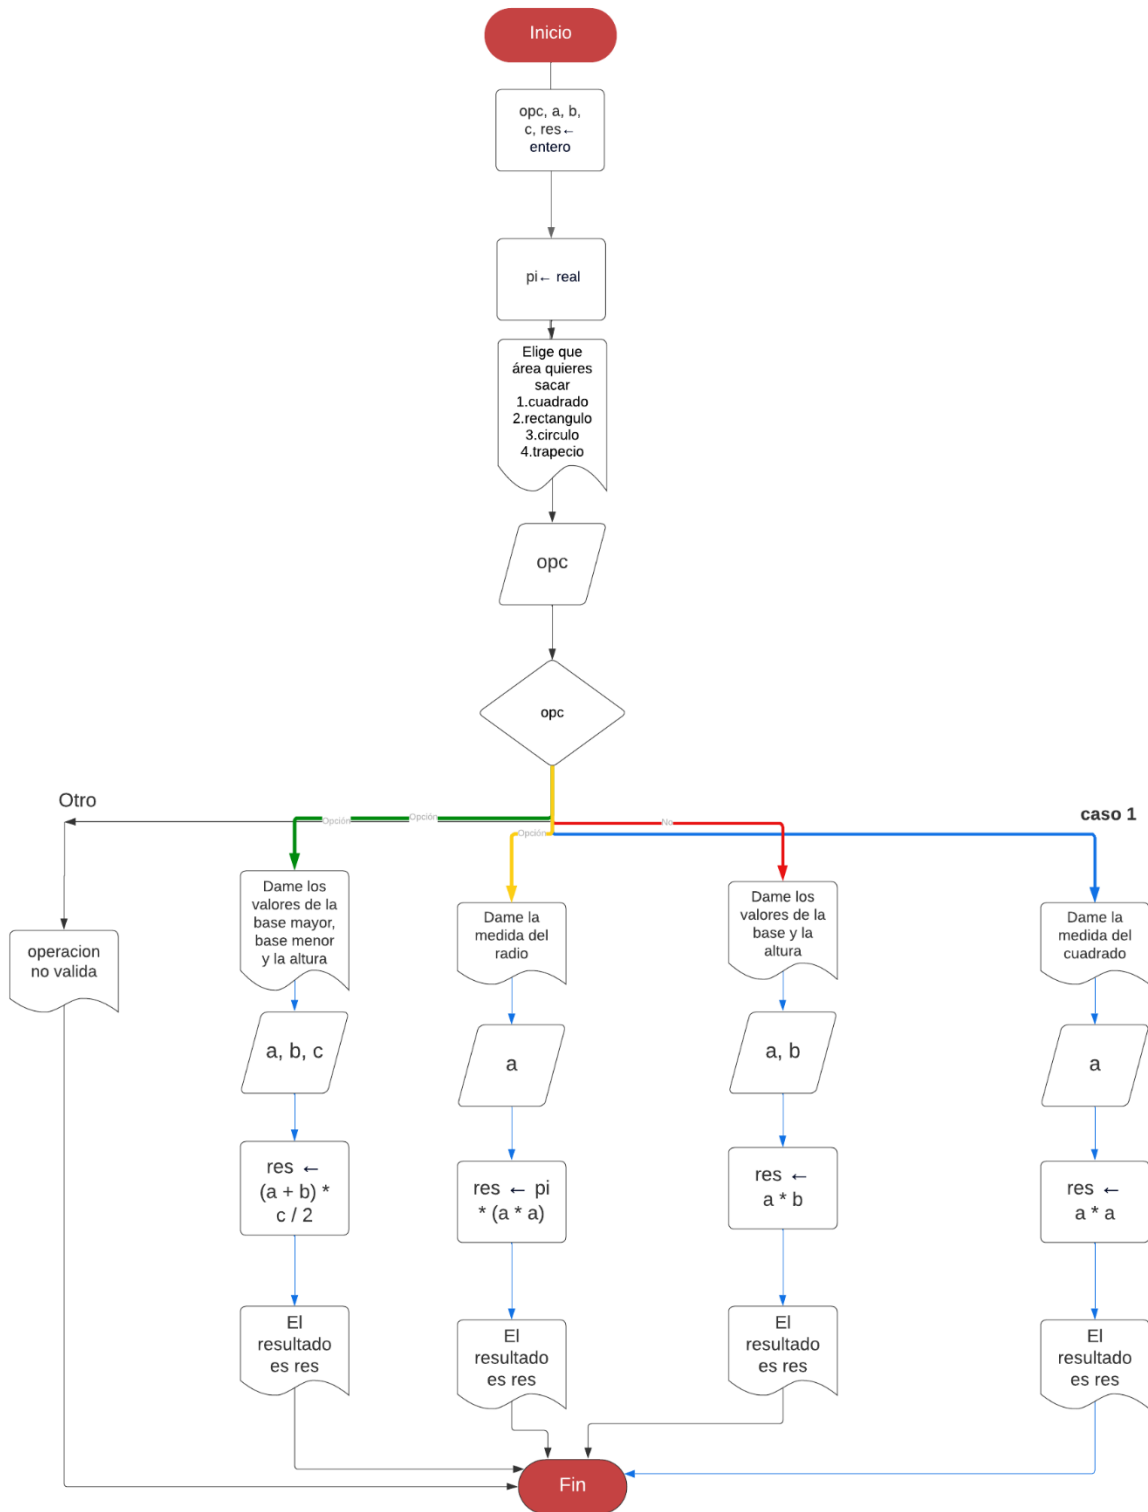 Inicio
opc, a, b,
c, res←
entero
pi← real
Elige que
área quieres
sacar
1.cuadrado
2.rectangulo
3.circulo
4.trapecio
opc
opc
Otro
Opción
Opción
Opción
No
caso 1
operacion
no valida
Dame los
valores de la
base mayor,
base menor
y la altura
a, b, c
res ←
(a + b) *
c / 2
El
resultado
es res
Dame la
medida del
radio
a
res ← pi
* (a * a)
El
resultado
es res
Dame los
valores de la
base y la
altura
a, b
res ←
a * b
El
resultado
es res
Dame la
medida del
cuadrado
a
res ←
a * a
El
resultado
es res
Fin